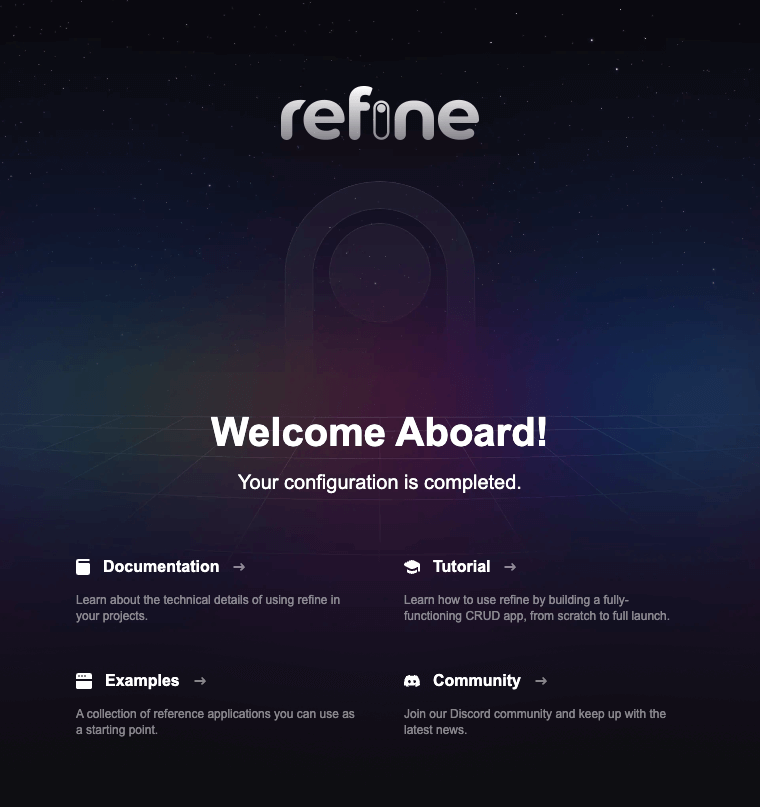 refine
Welcome Aboard!
Your configuration is completed.
Documentation →
Learn about the technical details of using refine in
your projects.
Tutorial →
Learn how to use refine by building a fully-
functioning CRUD app, from scratch to full launch.
Examples →
A collection of reference applications you can use as
a starting point.
Community →
Join our Discord community and keep up with the
latest news.